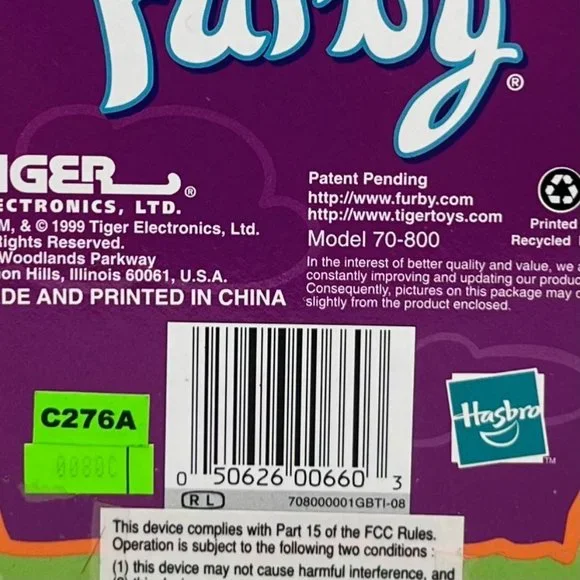 Furby®
IGER®
ECTRONICS, LTD.
M, & © 1999 Tiger Electronics, Ltd.
Rights Reserved.
Woodlands Parkway
on Hills, Illinois 60061, U.S.A.
DE AND PRINTED IN CHINA
Patent Pending
http://www.furby.com
http://www.tigertoys.com
Model 70-800
In the interest of better quality and value, we a
constantly improving and updating our produc
Consequently, pictures on this package may d
slightly from the product enclosed.
Printed
Recycled
C276A
0080C
0 50626 00660 3
R L
708000001GBTI-08
Hasbro
TM
This device complies with Part 15 of the FCC Rules.
Operation is subject to the following two conditions :
(1) this device may not cause harmful interference, and